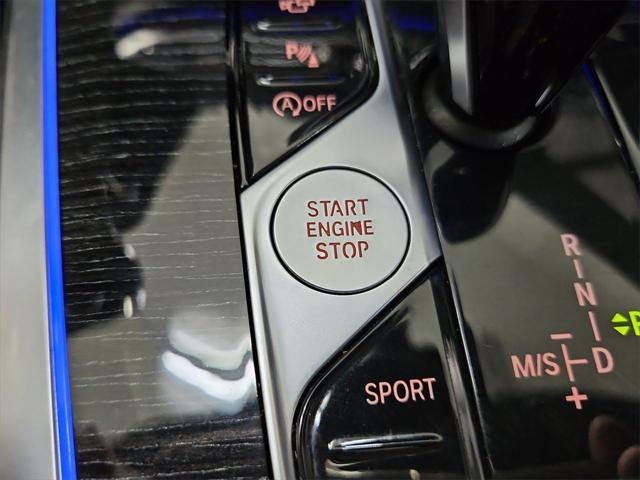 P
A OFF
START
ENGINE
STOP
SPORT
R
N
M/S
D
−
+
P